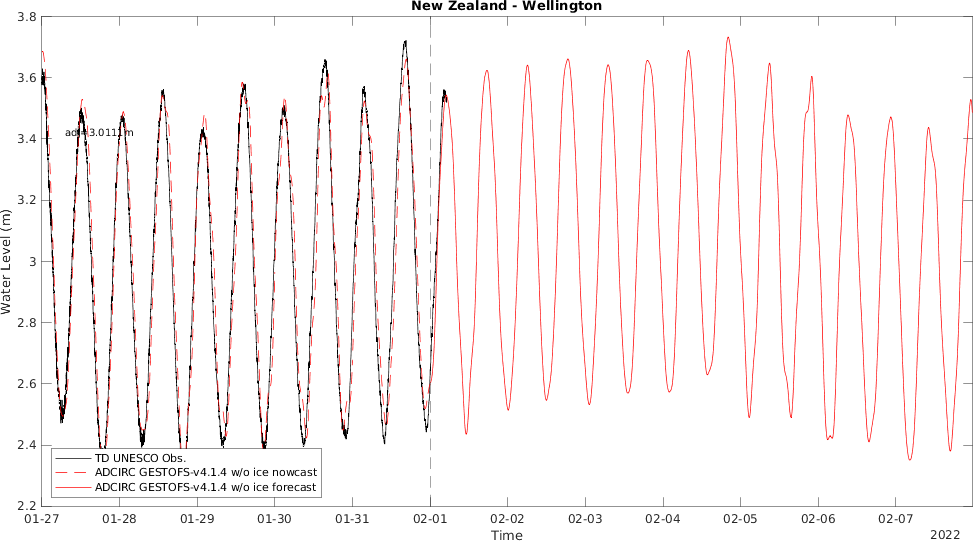 New Zealand - Wellington
3.8
3.6
3.4
3.2
3
2.8
2.6
2.4
2.2
Water Level (m)
adj=3.0111m
TD UNESCO Obs.
ADCIRC GESTOFS-v4.1.4 w/o ice nowcast
ADCIRC GESTOFS-v4.1.4 w/o ice forecast
01-27 01-28 01-29 01-30 01-31 02-01 02-02 02-03 02-04 02-05 02-06 02-07
Time
2022